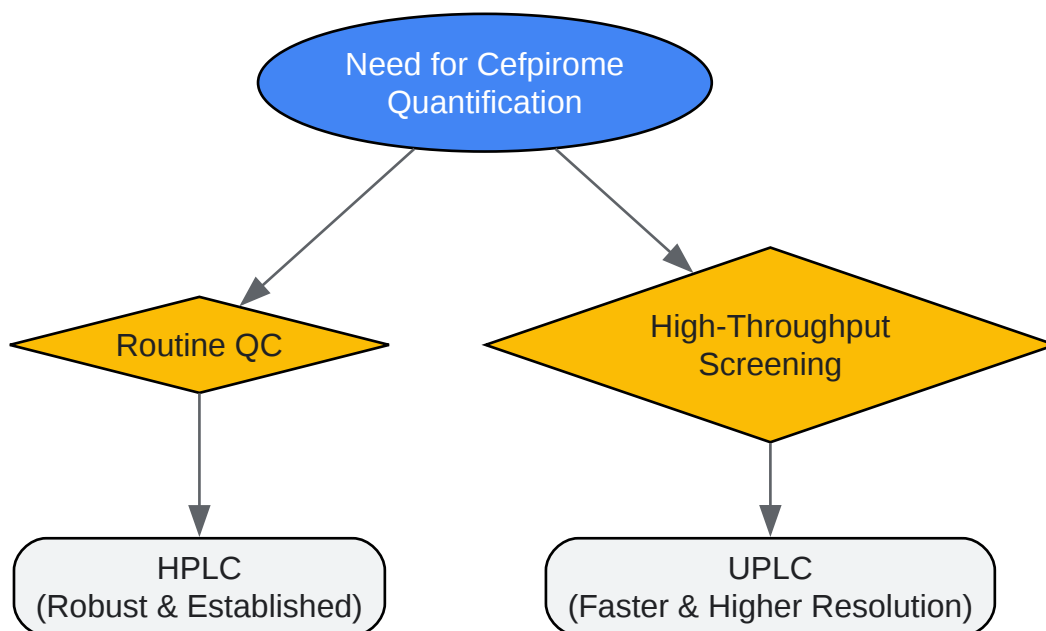 Need for Cefpirome
Quantification
Routine QC
High-Throughput
Screening
HPLC
(Robust & Established)
UPLC
(Faster & Higher Resolution)